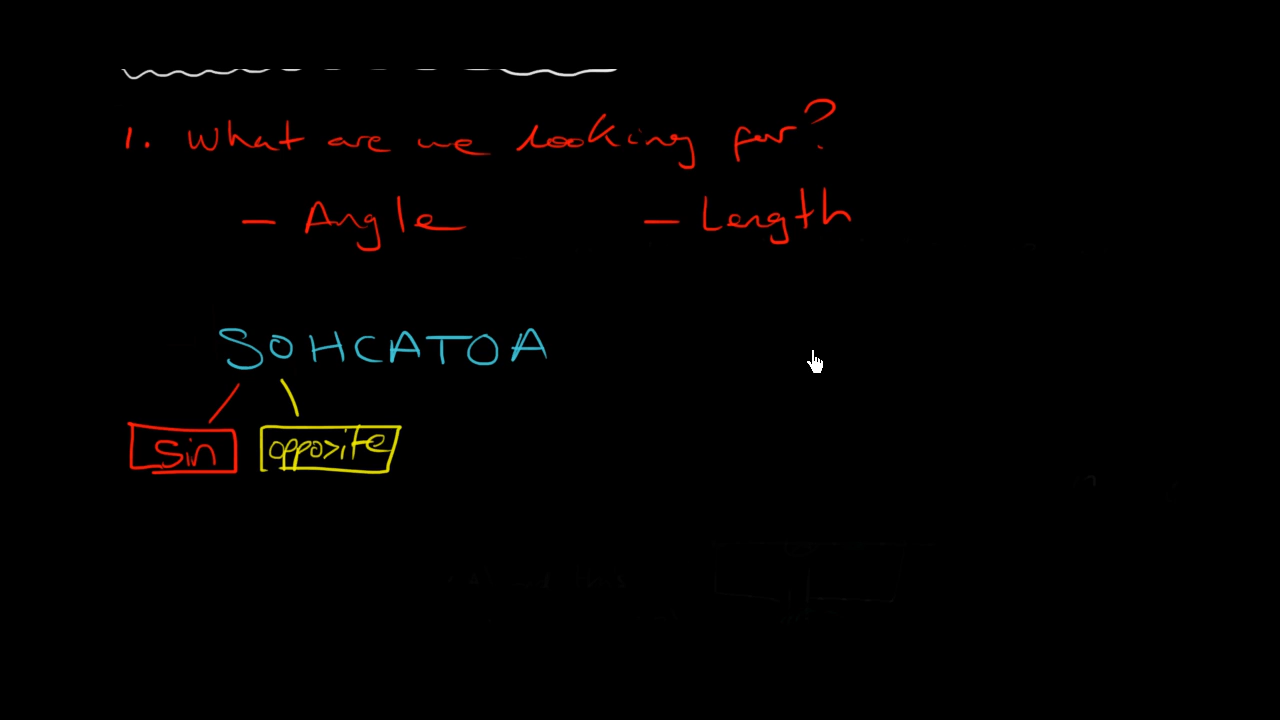 1. What are we looking for?
- Angle - Length
SOHCATOA
sin opposite